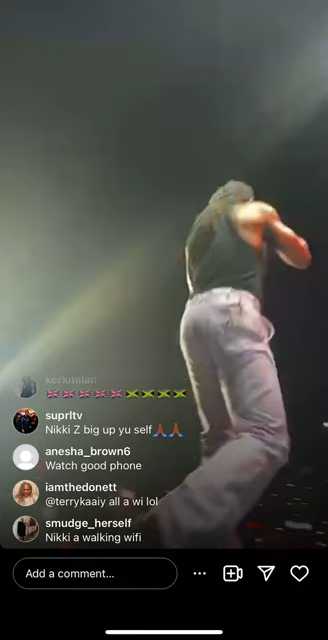 kerkmilan
🇬🇧🇬🇧🇬🇧🇬🇧🇬🇧🇯🇲🇯🇲🇯🇲🇯🇲
suprltv
Nikki Z big up yu self🙏🏾🙏🏾
anesha_brown6
Watch good phone
iamthedonett
@terrykaaiy all a wi lol
smudge_herself
Nikki a walking wifi
Add a comment...